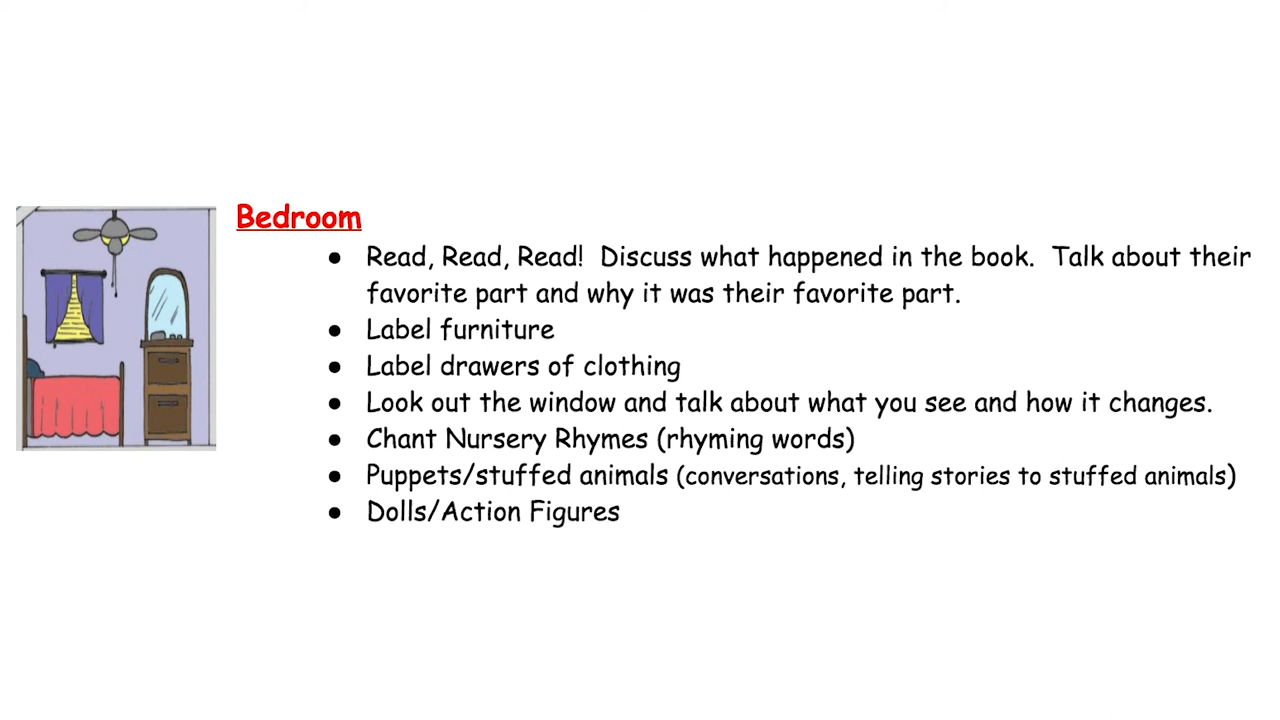 Bedroom
● Read, Read, Read!  Discuss what happened in the book.  Talk about their
favorite part and why it was their favorite part.
● Label furniture
● Label drawers of clothing
● Look out the window and talk about what you see and how it changes.
● Chant Nursery Rhymes (rhyming words)
● Puppets/stuffed animals (conversations, telling stories to stuffed animals)
● Dolls/Action Figures